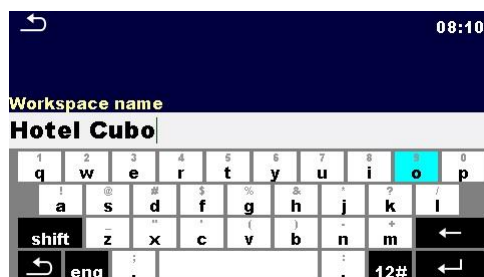 08:10
Workspace name
Hotel Cubo
1 2 3 4 5 6 7 8 9 0
q w e r t y u i o p
! @ # $ % & * ? /
a s d f g h j k l
_ " ' ( ) - +
shift z x c v b n m
eng ; , : . 12#